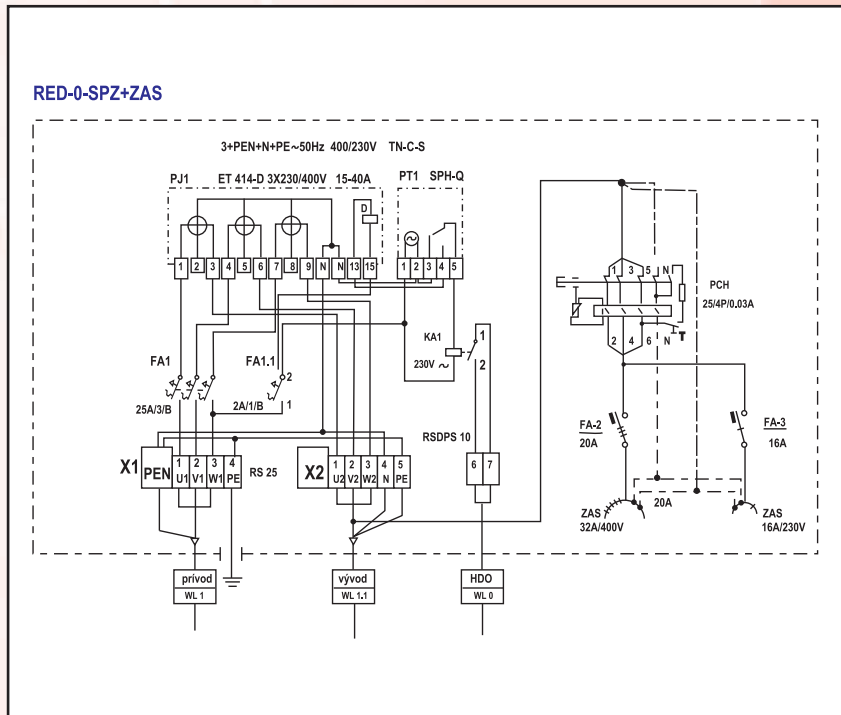 RED-0-SPZ+ZAS
3+PEN+N+PE~50Hz 400/230V TN-C-S
PJ1 ET 414-D 3X230/400V 15-40A
PT1 SPH-Q
D
1 2 3 4 5 6 7 8 9 N N 13 15
1 2 3 4 5
1 3 5 N
PCH
25/4P/0.03A
T
2 4 6 N
KA1
230V ~
1
2
FA1
25A/3/B
FA1.1
2A/1/B
2
1
RSDPS 10
6 7
FA-2
20A
FA-3
16A
X1
PEN
1 2 3 4
U1 V1 W1 PE
RS 25
X2
1 2 3 4 5
U2 V2 W2 N PE
20A
ZAS
32A/400V
ZAS
16A/230V
prívod
WL 1
vývod
WL 1.1
HDO
WL 0